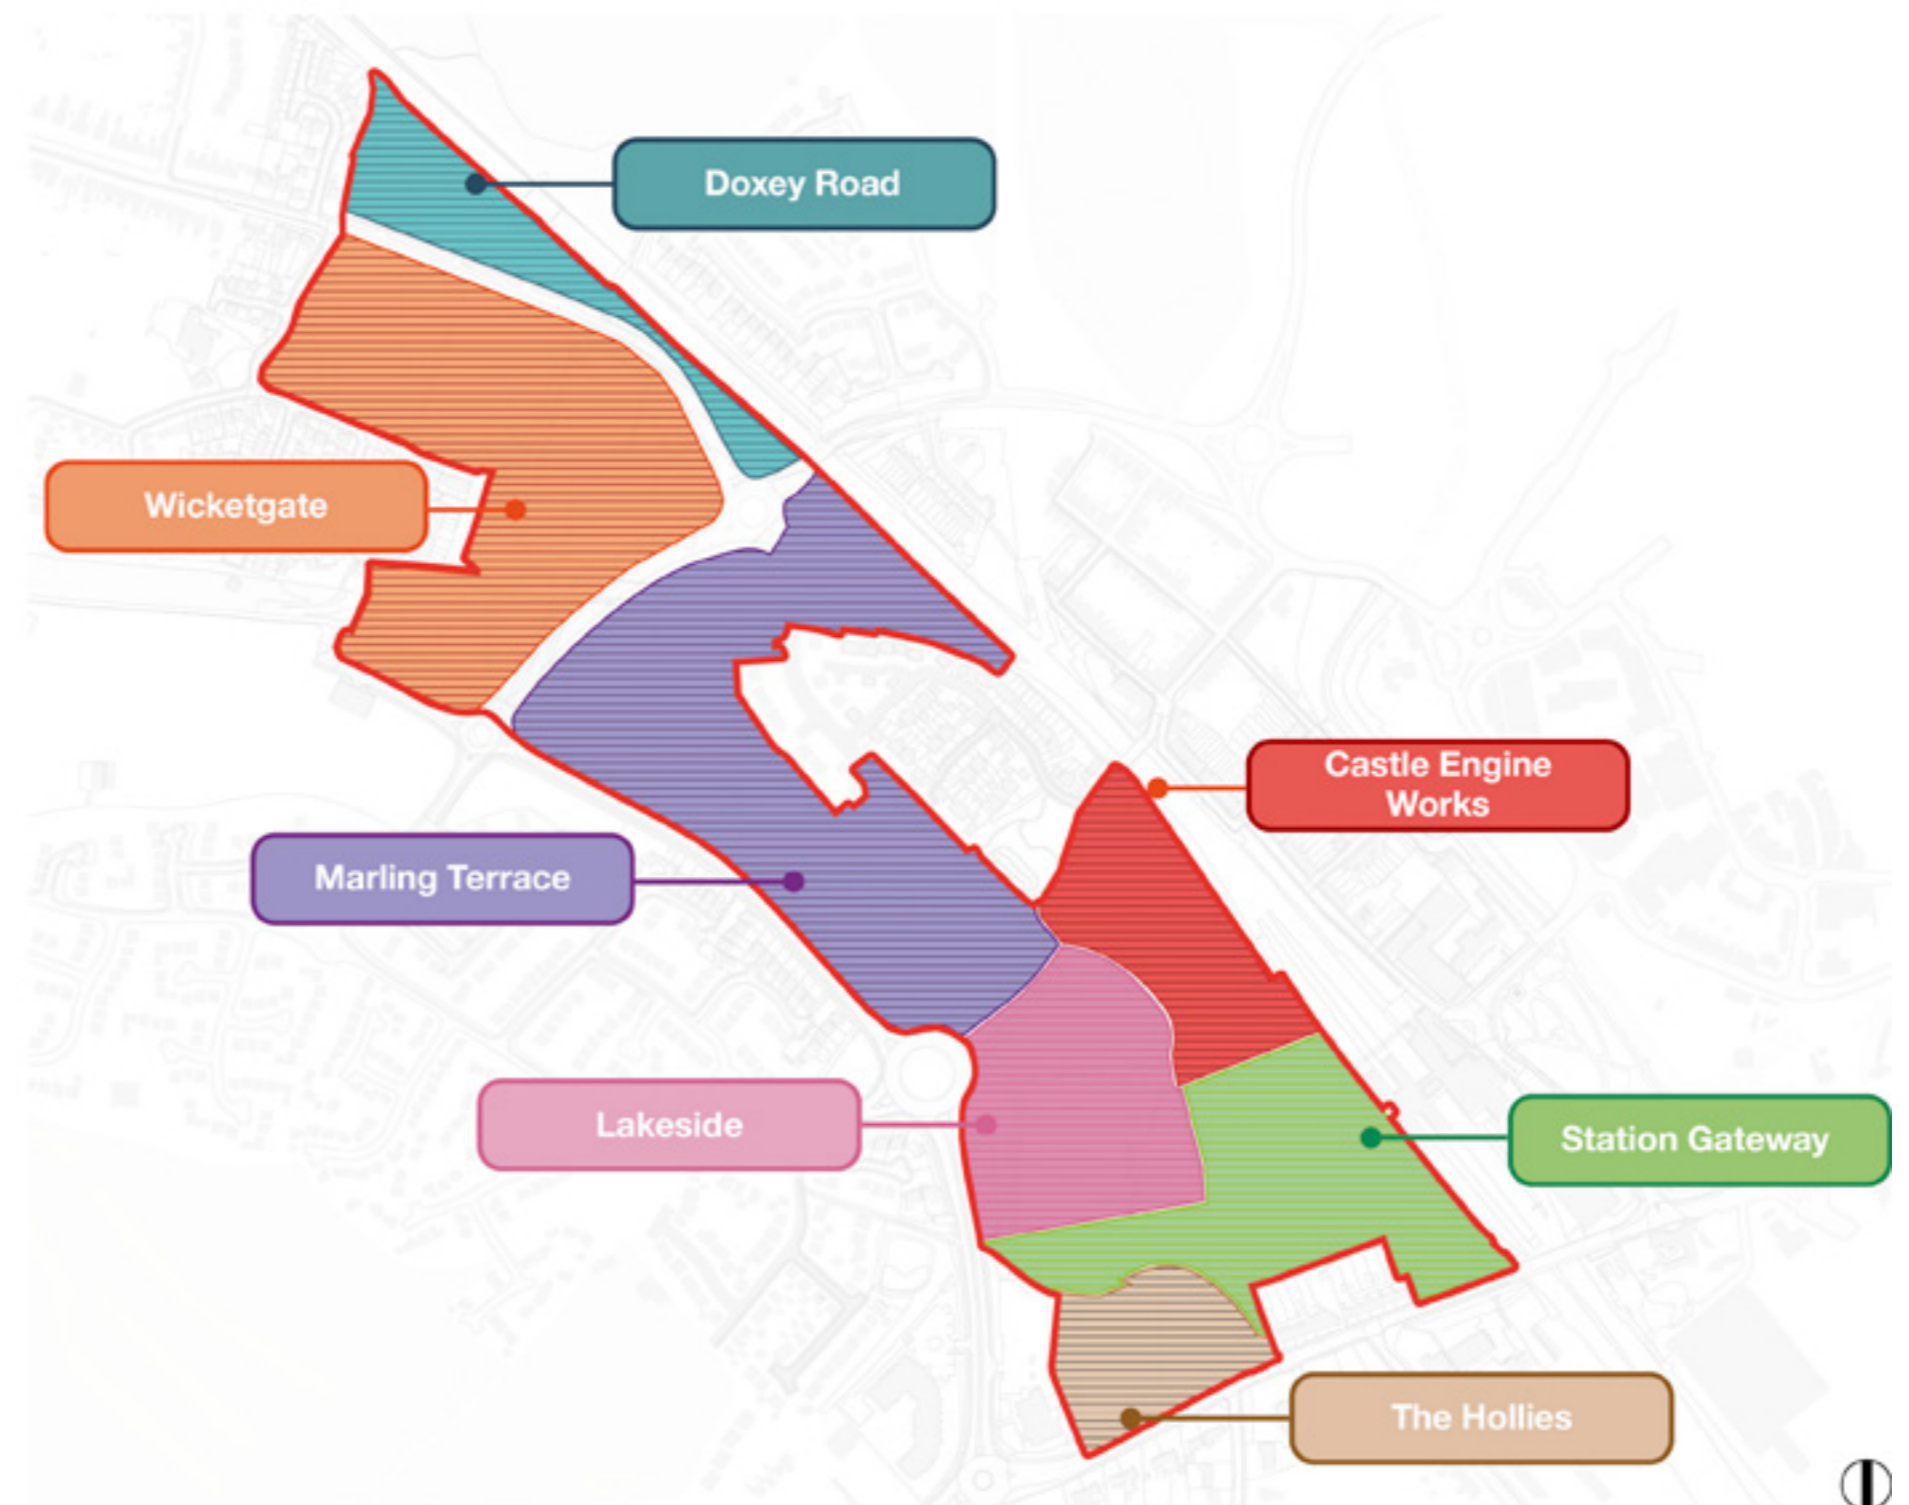 Doxey Road
Wicketgate
Castle Engine
Works
Marling Terrace
Lakeside
Station Gateway
The Hollies